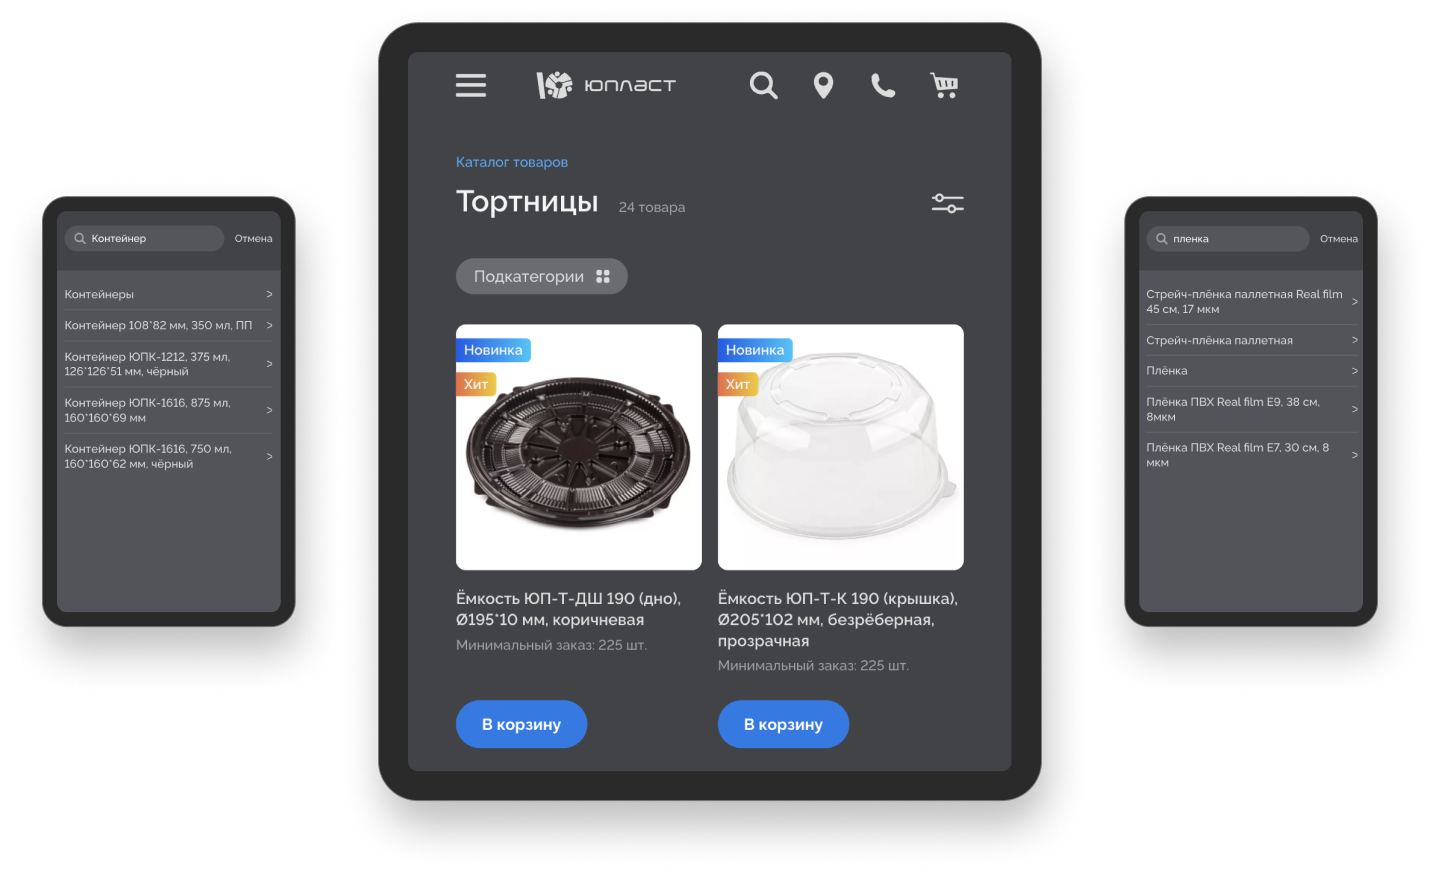 Контейнер
Отмена
Контейнеры
>
Контейнер 108*82 мм, 350 мл, ПП
>
Контейнер ЮПК-1212, 375 мл,
126*126*51 мм, чёрный
>
Контейнер ЮПК-1616, 875 мл,
160*160*69 мм
>
Контейнер ЮПК-1616, 750 мл,
160*160*62 мм, чёрный
>
юпласт
Каталог товаров
Тортницы
24 товара
Подкатегории
Новинка
Хит
Ёмкость ЮП-Т-ДШ 190 (дно),
Ø195*10 мм, коричневая
Минимальный заказ: 225 шт.
В корзину
Новинка
Хит
Ёмкость ЮП-Т-К 190 (крышка),
Ø205*102 мм, безрёберная,
прозрачная
Минимальный заказ: 225 шт.
В корзину
пленка
Отмена
Стрейч-плёнка паллетная Real film
45 см, 17 мкм
>
Стрейч-плёнка паллетная
>
Плёнка
>
Плёнка ПВХ Real film E9, 38 см,
8мкм
>
Плёнка ПВХ Real film E7, 30 см, 8
мкм
>